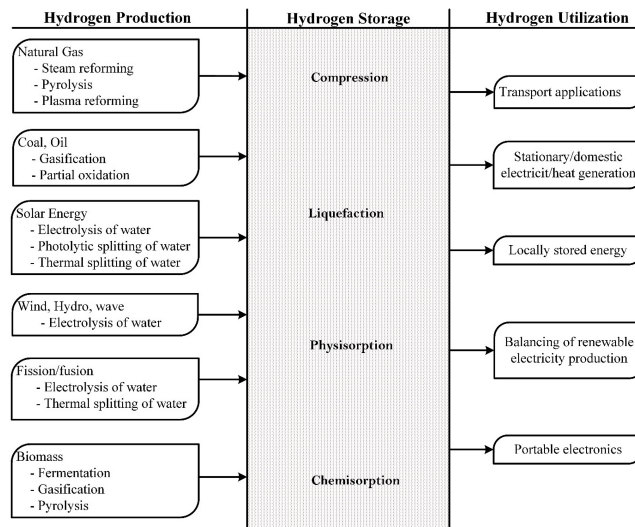 Hydrogen Production
Natural Gas
- Steam reforming
- Pyrolysis
- Plasma reforming
Coal, Oil
- Gasification
- Partial oxidation
Solar Energy
- Electrolysis of water
- Photolytic splitting of water
- Thermal splitting of water
Wind, Hydro, wave
- Electrolysis of water
Fission/fusion
- Electrolysis of water
- Thermal splitting of water
Biomass
- Fermentation
- Gasification
- Pyrolysis
Hydrogen Storage
Compression
Liquefaction
Physisorption
Chemisorption
Hydrogen Utilization
Transport applications
Stationary/domestic
electricit/heat generation
Locally stored energy
Balancing of renewable
electricity production
Portable electronics